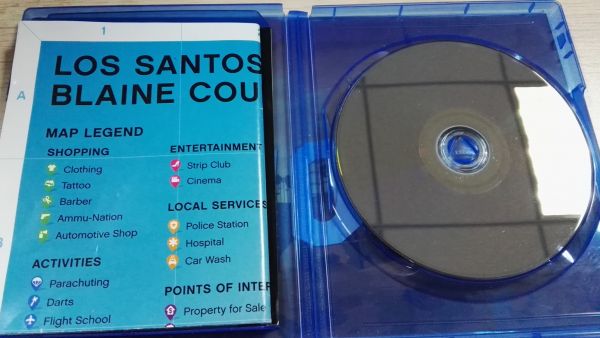 1
LOS SANTOS
BLAINE COU
A
MAP LEGEND
SHOPPING
Clothing
Tattoo
Barber
Ammu-Nation
Automotive Shop
ACTIVITIES
Parachuting
Darts
Flight School
ENTERTAINMENT
Strip Club
Cinema
LOCAL SERVICES
Police Station
Hospital
Car Wash
POINTS OF INTER
Property for Sale